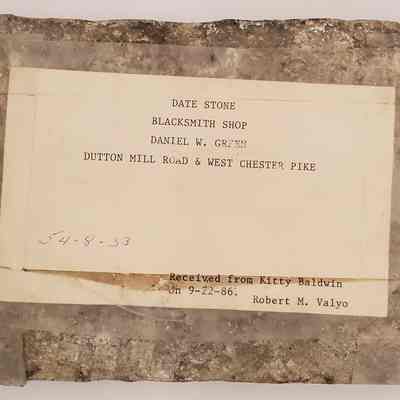 DATE STONE
BLACKSMITH SHOP
DANIEL W. GREEN
DUTTON MILL ROAD & WEST CHESTER PIKE
54-8-33
Received from Kitty Baldwin
On 9-22-86.
Robert M. Valyo